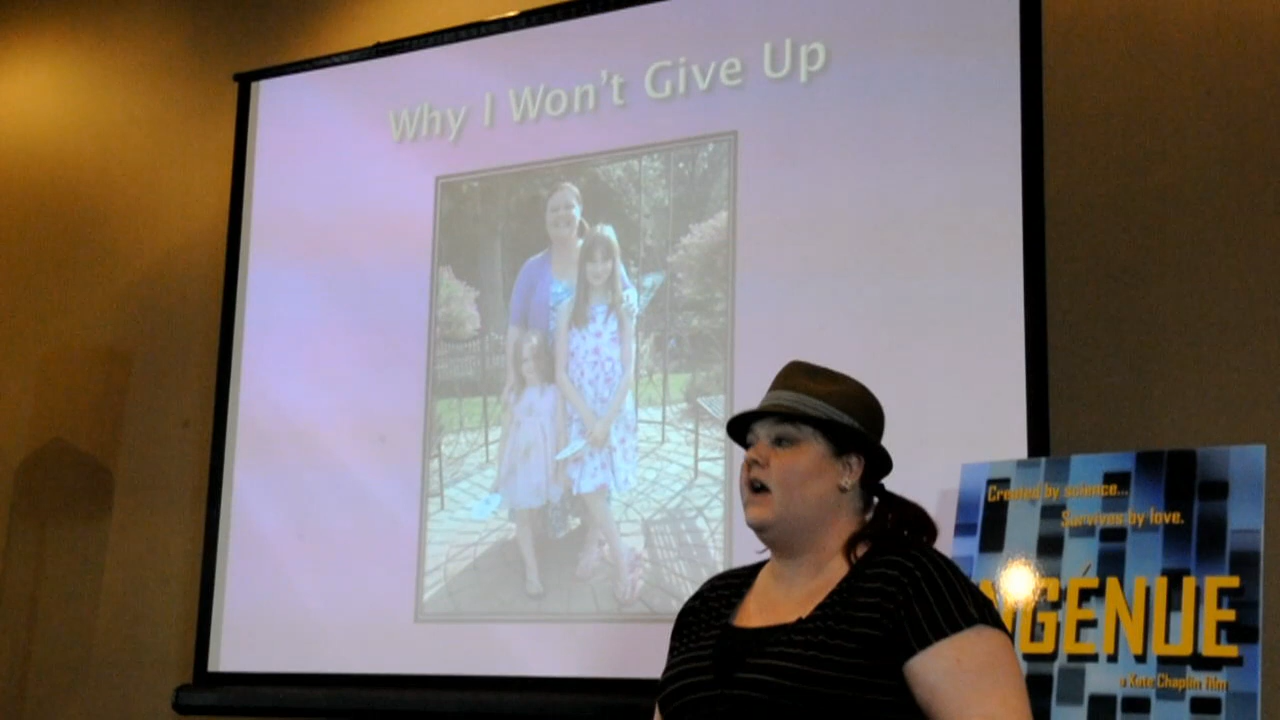 Why I Won't Give Up
Created by science...
Survives by love.
NGÉNUE
a Kate Chaplin film